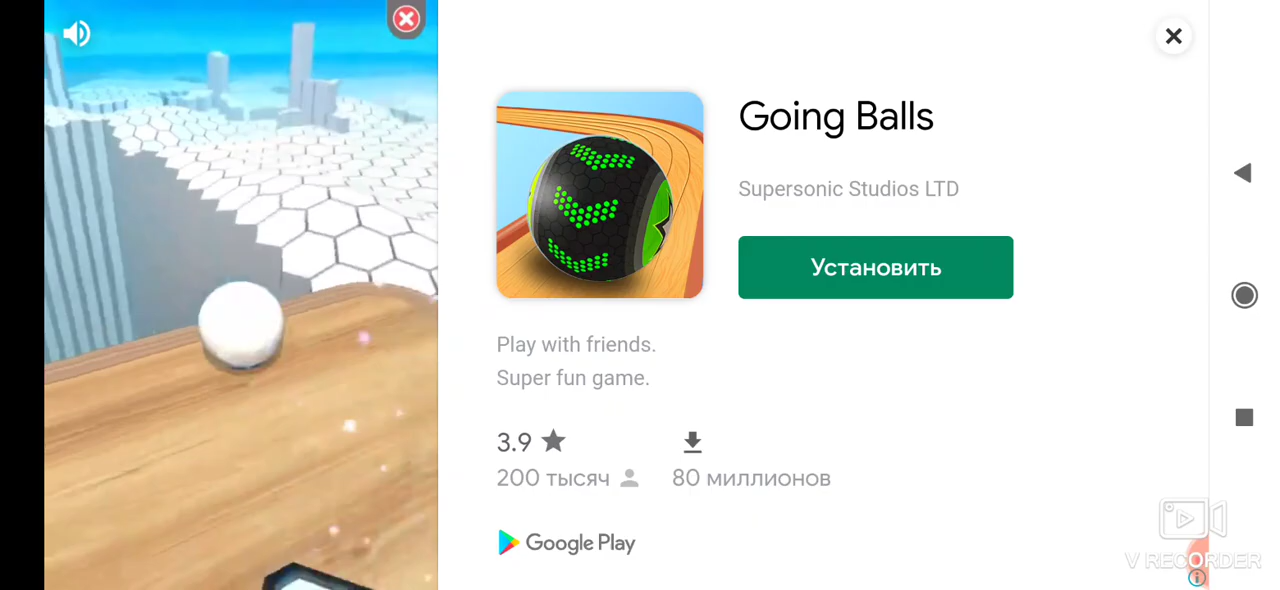 Going Balls
Supersonic Studios LTD
Установить
Play with friends.
Super fun game.
3.9
200 тысяч
80 миллионов
Google Play
V RECORDER